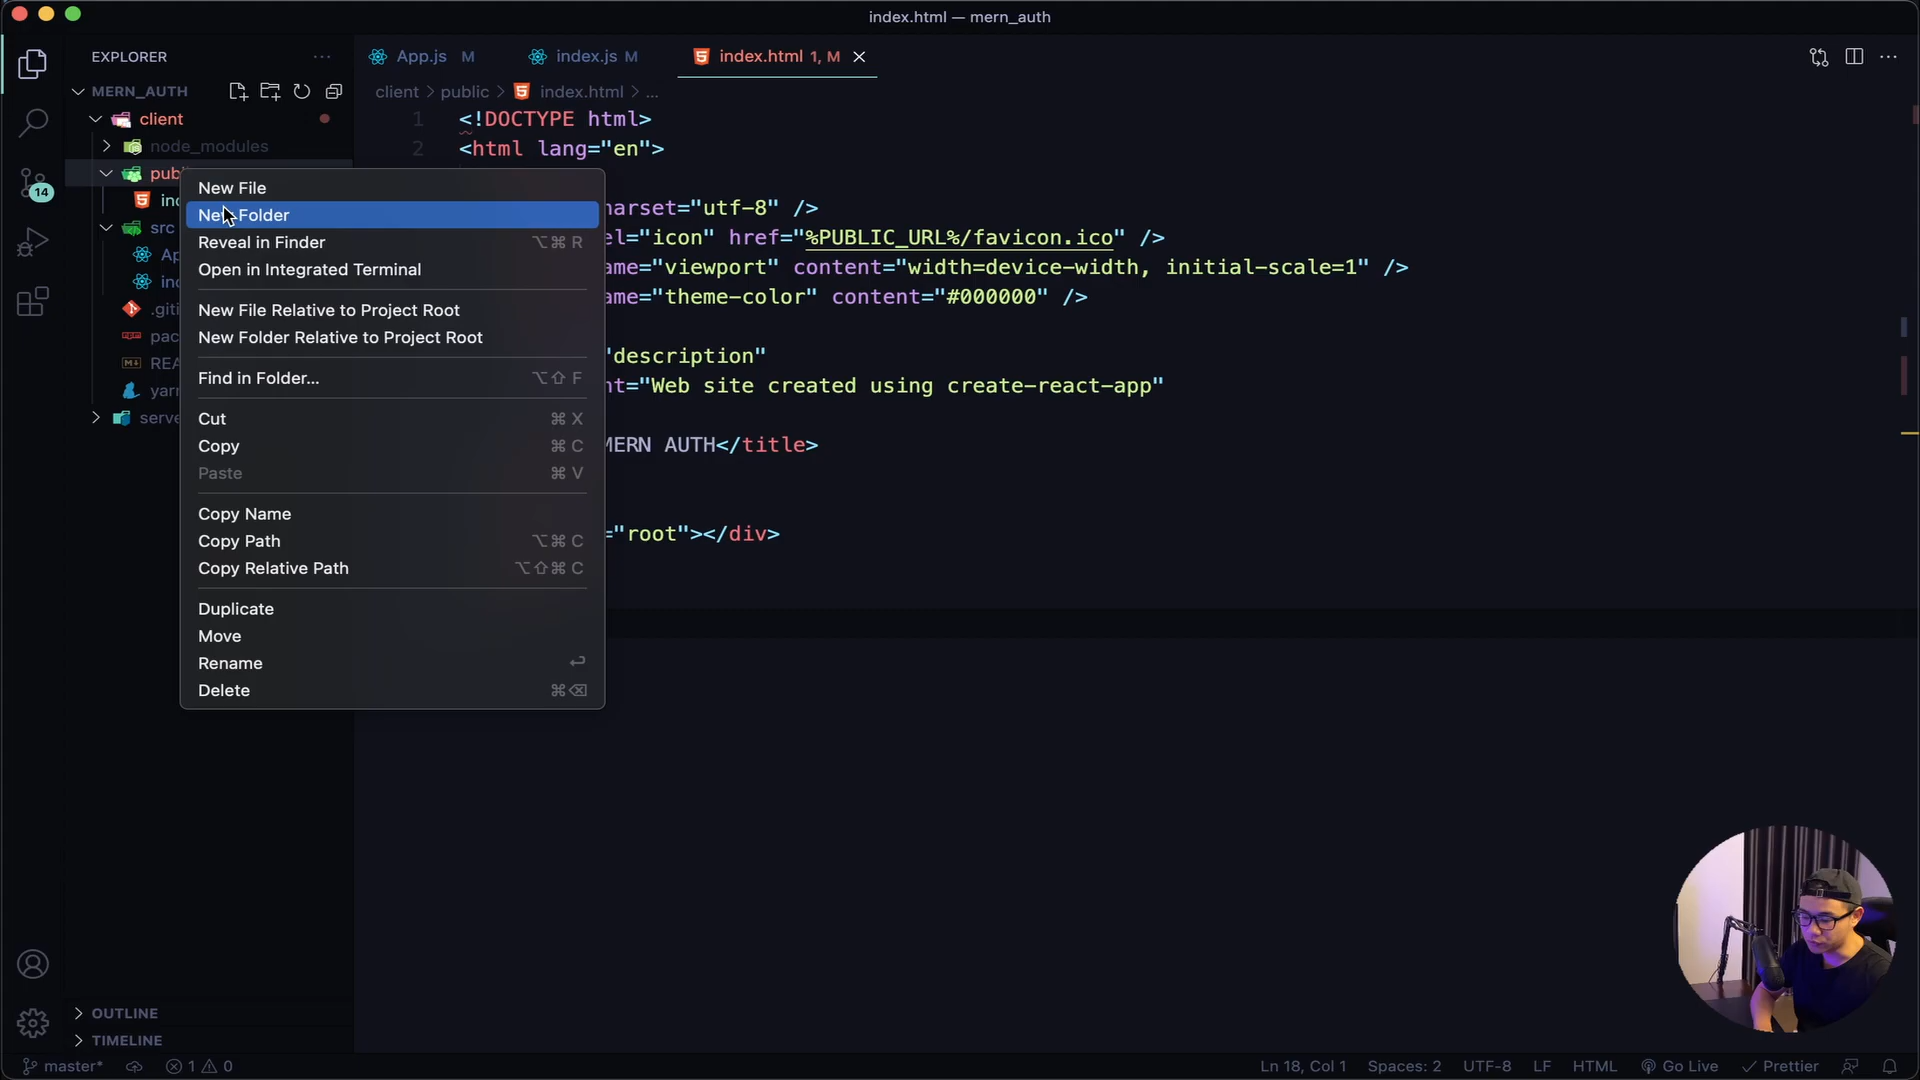 index.html — mern_auth
EXPLORER
App.js M
index.js M
index.html 1, M
MERN_AUTH
client > public > index.html > ...
client
node_modules
publ
inc
src
Ap
inc
.giti
pac
REA
yarn
serve
14
1 <!DOCTYPE html>
2 <html lang="en">
harset="utf-8" />
el="icon" href="%PUBLIC_URL%/favicon.ico" />
ame="viewport" content="width=device-width, initial-scale=1" />
ame="theme-color" content="#000000" />
"description"
nt="Web site created using create-react-app"
MERN AUTH</title>
="root"></div>
New File
New Folder
Reveal in Finder ⌥⌘ R
Open in Integrated Terminal
New File Relative to Project Root
New Folder Relative to Project Root
Find in Folder... ⌥⇧ F
Cut ⌘ X
Copy ⌘ C
Paste ⌘ V
Copy Name
Copy Path ⌥⌘ C
Copy Relative Path ⌥⇧⌘ C
Duplicate
Move
Rename ↩
Delete ⌘⌫
OUTLINE
TIMELINE
master* 1 0
Ln 18, Col 1 Spaces: 2 UTF-8 LF HTML Go Live Prettier